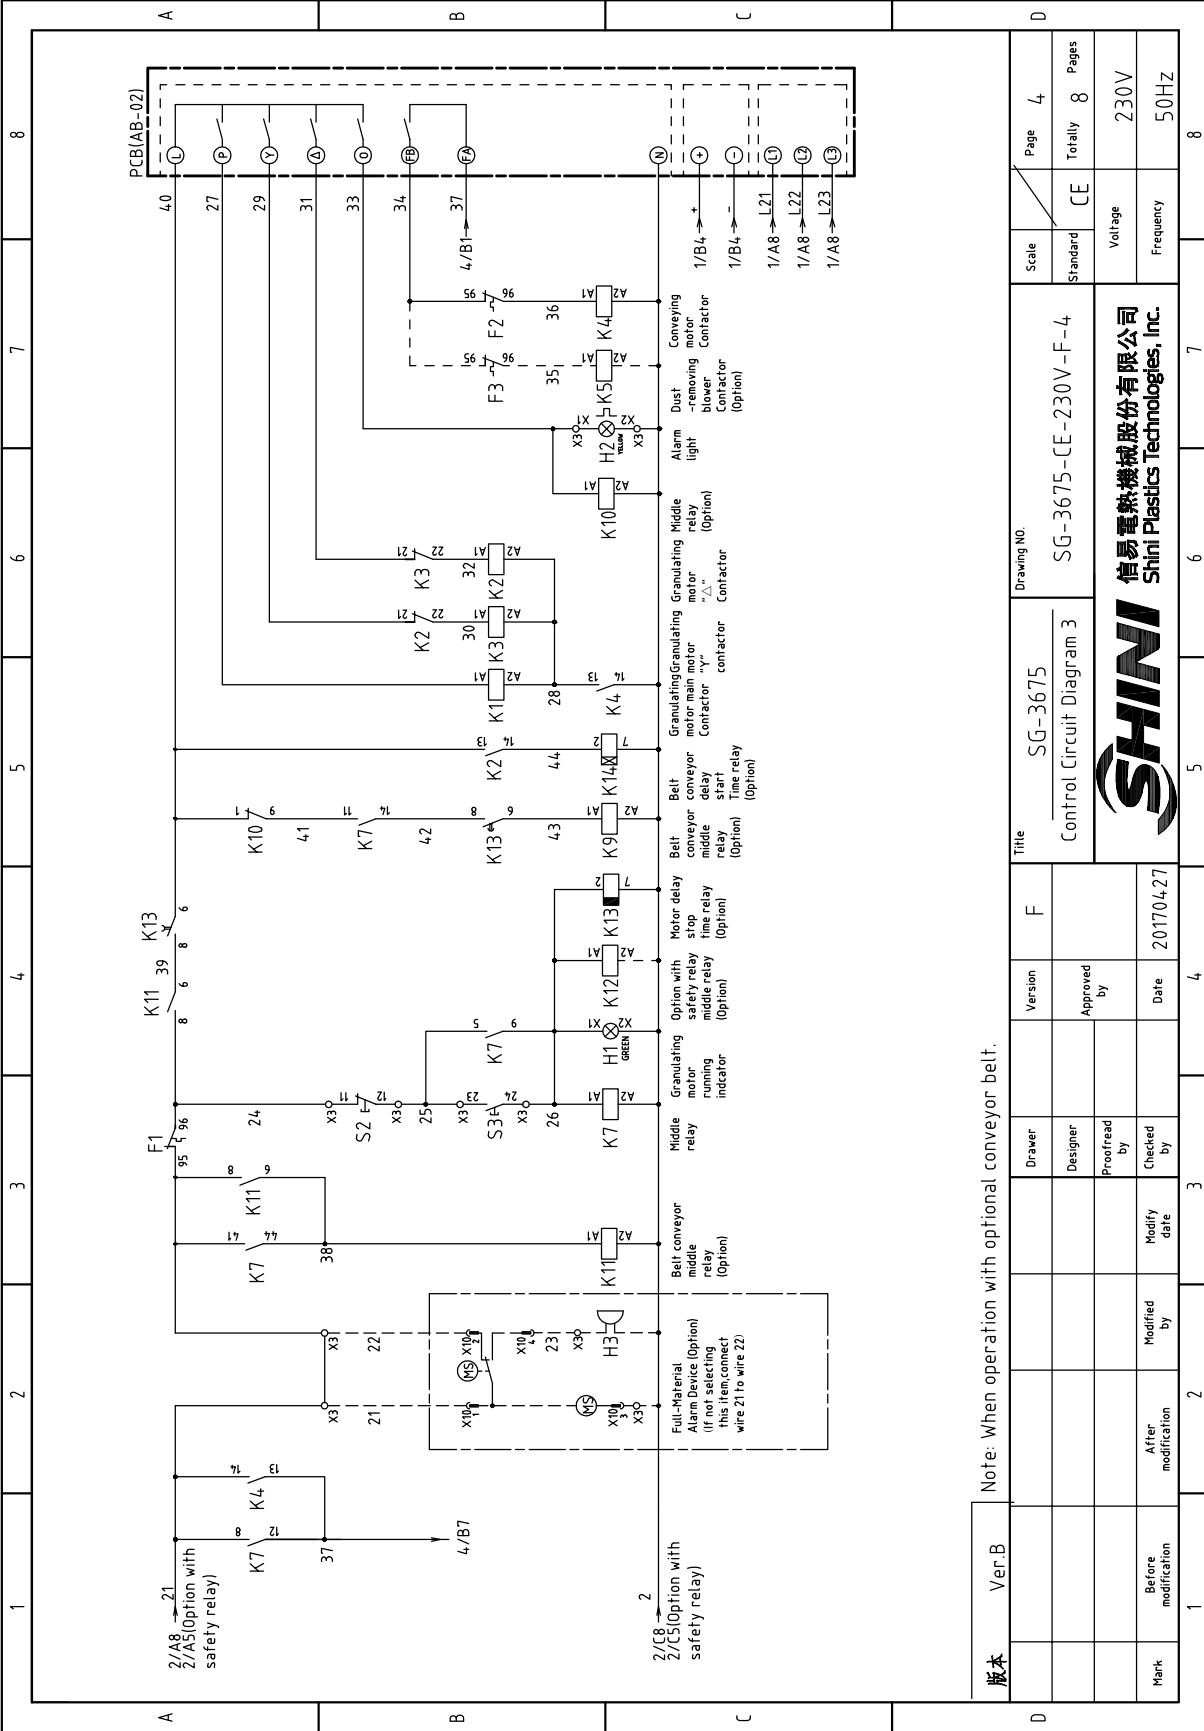 1
2
3
4
5
6
7
8
A
B
C
D
2/A8
21
2/A5(Option with
safety relay)
K7
8
12
37
4/B7
K4
14
13
X3
21
X3
22
X10
1
X10
2
MS
MS
X10
3
X3
X10
4
23
X3
H3
Full-Material
Alarm Device (Option)
(If not selecting
this item,connect
wire 21 to wire 22)
2/C8
2
2/C5(Option with
safety relay)
K7
41
44
38
K11
8
6
K11
A1
A2
Belt conveyor
middle
relay
(Option)
F1
95
96
24
X3
S2
11
12
X3
25
X3
S3
23
24
X3
26
K7
A1
A2
Middle
relay
K7
5
9
H1
GREEN
X1
X2
Granulating
motor
running
indcator
K11
8
6
39
K13
8
6
K12
A1
A2
Option with
safety relay
middle relay
(Option)
K13
2
7
Motor delay
stop
time relay
(Option)
K10
1
9
41
K7
11
14
42
K13
8
6
43
K9
A1
A2
Belt
conveyor
middle
relay
(Option)
K2
13
14
44
K14
2
7
Belt
conveyor
delay
start
Time relay
(Option)
K1
A1
A2
28
K4
13
14
Granulating
motor main
Contactor
K2
21
22
30
K3
A1
A2
Granulating
motor
"Y"
contactor
K3
21
22
32
K2
A1
A2
Granulating
motor
"△"
Contactor
K10
A1
A2
Middle
relay
(Option)
X3
X1
H2
YELLOW
X2
X3
Alarm
light
F3
95
96
35
K5
A1
A2
Dust
-removing
blower
Contactor
(Option)
F2
95
96
36
K4
A1
A2
Conveying
motor
Contactor
PCB(AB-02)
40
L
27
P
29
Y
31
Δ
33
O
34
FB
4/B1
37
FA
N
1/B4
+
+
1/B4
-
−
1/A8
L21
L1
1/A8
L22
L2
1/A8
L23
L3
版本
Ver.B
Note: When operation with optional conveyor belt.
Mark
Before
modification
After
modification
Modified
by
Modify
date
Drawer
Designer
Proofread
by
Checked
by
Version
F
Approved
by
Date
20170427
Title
SG-3675
Control Circuit Diagram 3
Drawing NO.
SG-3675-CE-230V-F-4
SHINI
信易電熱機械股份有限公司
Shini Plastics Technologies, Inc.
Scale
Page
4
Standard
CE
Totally
8
Pages
Voltage
230V
Frequency
50Hz
A
B
C
D
1
2
3
4
5
6
7
8